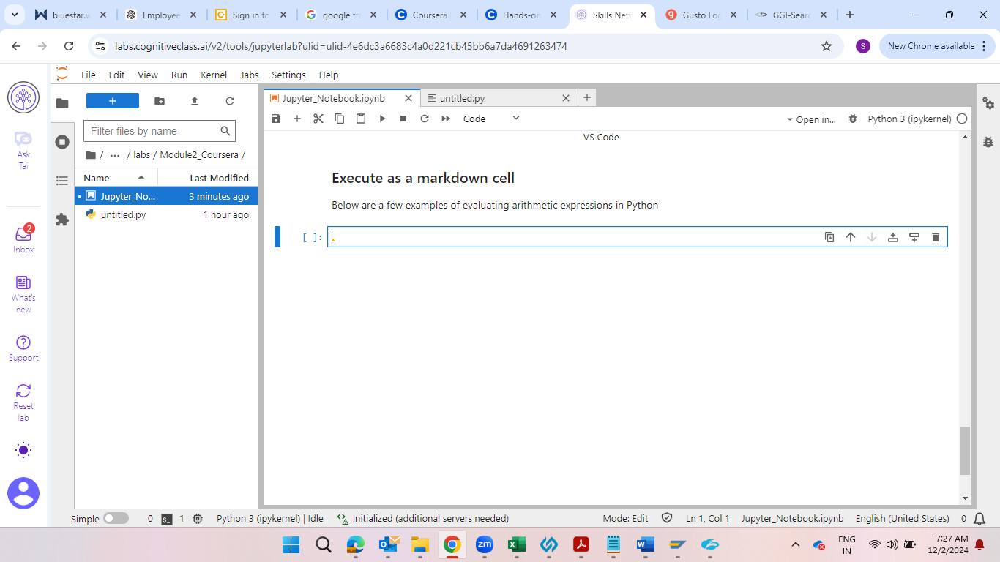 bluestar.w
Employee
Sign in to
google tra
Coursera
Hands-on
Skills Net
Gusto Log
GGI-Searc
labs.cognitiveclass.ai/v2/tools/jupyterlab?ulid=ulid-4e6dc3a6683c4a0d221cb45bb6a7da4691263474
S
New Chrome available
File Edit View Run Kernel Tabs Settings Help
Jupyter_Notebook.ipynb
untitled.py
Code
Open in...
Python 3 (ipykernel)
Filter files by name
/ ··· / labs / Module2_Coursera /
Name Last Modified
Jupyter_No... 3 minutes ago
untitled.py 1 hour ago
Ask
Tai
2
Inbox
What's
new
Support
Reset
lab
VS Code
Execute as a markdown cell
Below are a few examples of evaluating arithmetic expressions in Python
[ ]:
Simple 0 1 Python 3 (ipykernel) | Idle Initialized (additional servers needed) Mode: Edit Ln 1, Col 1 Jupyter_Notebook.ipynb English (United States) 0
zm
ENG
IN
7:27 AM
12/2/2024